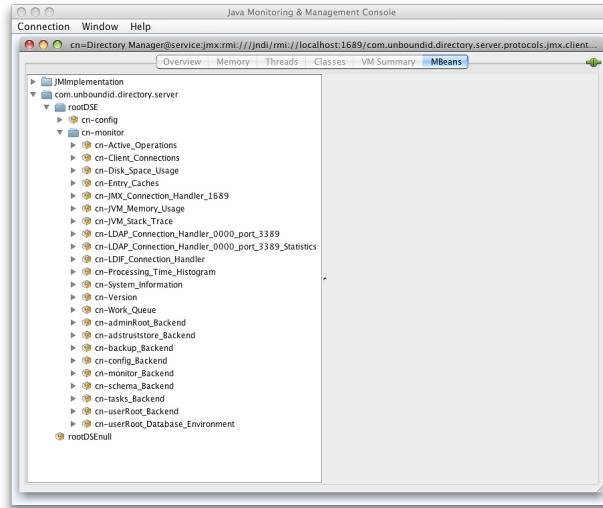 Java Monitoring & Management Console
Connection Window Help
cn=Directory Manager@service:jmx:rmi:///jndi/rmi://localhost:1689/com.unboundid.directory.server.protocols.jmx.client...
Overview Memory Threads Classes VM Summary MBeans
JMImplementation
com.unboundid.directory.server
rootDSE
cn-config
cn-monitor
cn-Active_Operations
cn-Client_Connections
cn-Disk_Space_Usage
cn-Entry_Caches
cn-JMX_Connection_Handler_1689
cn-JVM_Memory_Usage
cn-JVM_Stack_Trace
cn-LDAP_Connection_Handler_0000_port_3389
cn-LDAP_Connection_Handler_0000_port_3389_Statistics
cn-LDIF_Connection_Handler
cn-Processing_Time_Histogram
cn-System_Information
cn-Version
cn-Work_Queue
cn-adminRoot_Backend
cn-adstruststore_Backend
cn-backup_Backend
cn-config_Backend
cn-monitor_Backend
cn-schema_Backend
cn-tasks_Backend
cn-userRoot_Backend
cn-userRoot_Database_Environment
rootDSEnull